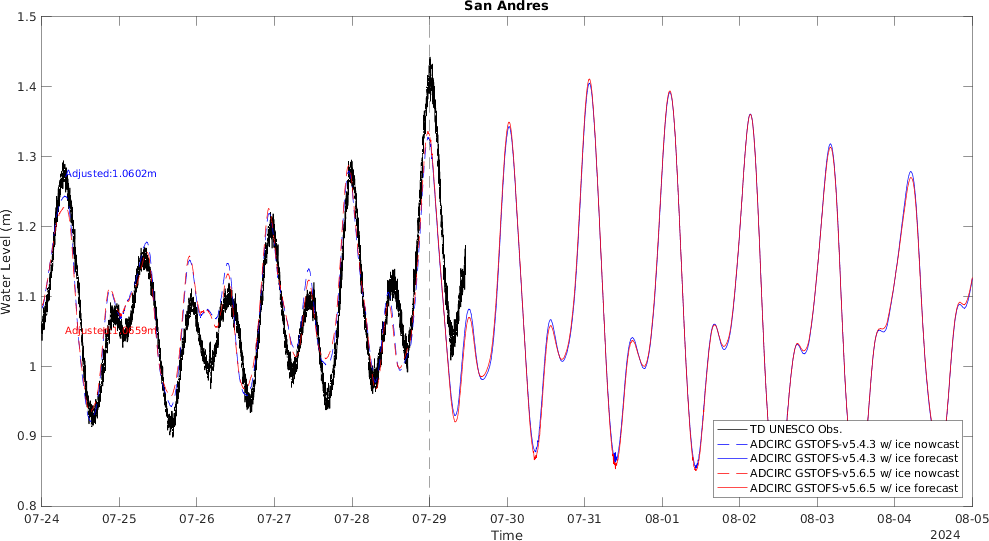 San Andres
1.5
1.4
1.3
1.2
1.1
1
0.9
0.8
Water Level (m)
Adjusted:1.0602m
TD UNESCO Obs.
ADCIRC GSTOFS-v5.4.3 w/ ice nowcast
ADCIRC GSTOFS-v5.4.3 w/ ice forecast
ADCIRC GSTOFS-v5.6.5 w/ ice nowcast
ADCIRC GSTOFS-v5.6.5 w/ ice forecast
07-24 07-25 07-26 07-27 07-28 07-29 07-30 07-31 08-01 08-02 08-03 08-04 08-05
Time
2024